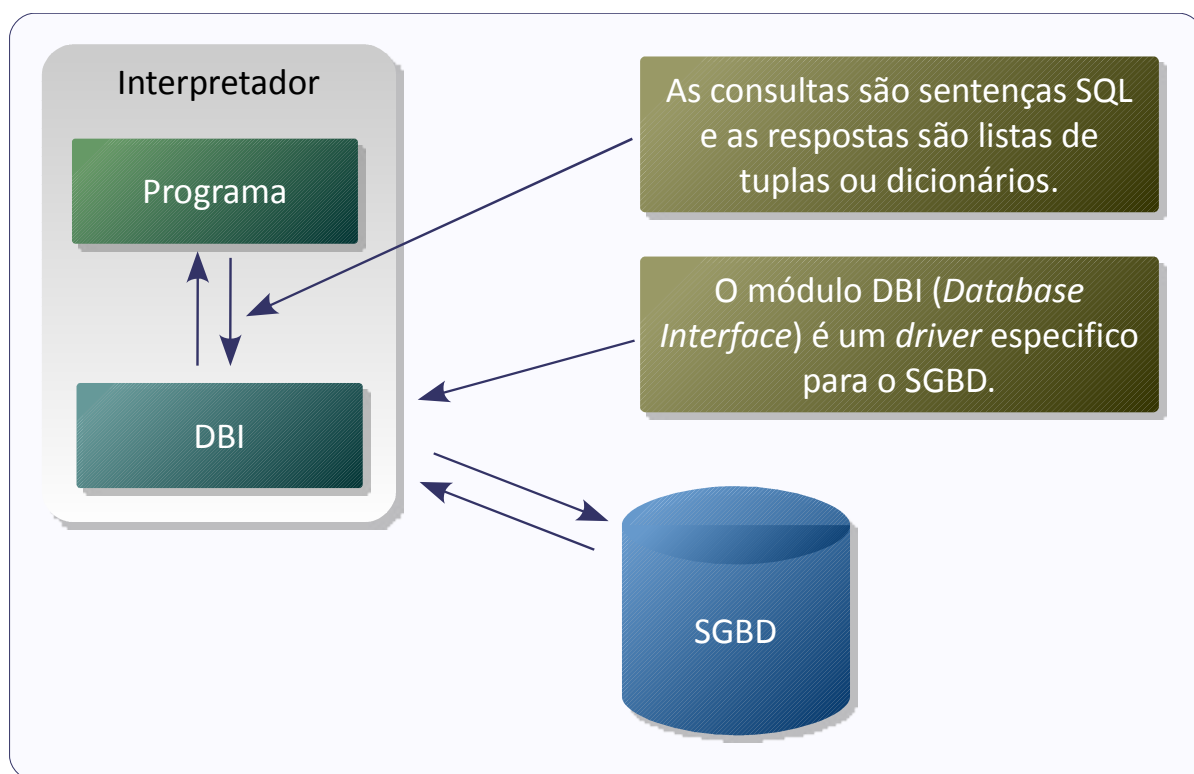 Interpretador
Programa
DBI
As consultas são sentenças SQL
e as respostas são listas de
tuplas ou dicionários.
O módulo DBI (Database
Interface) é um driver especifico
para o SGBD.
SGBD